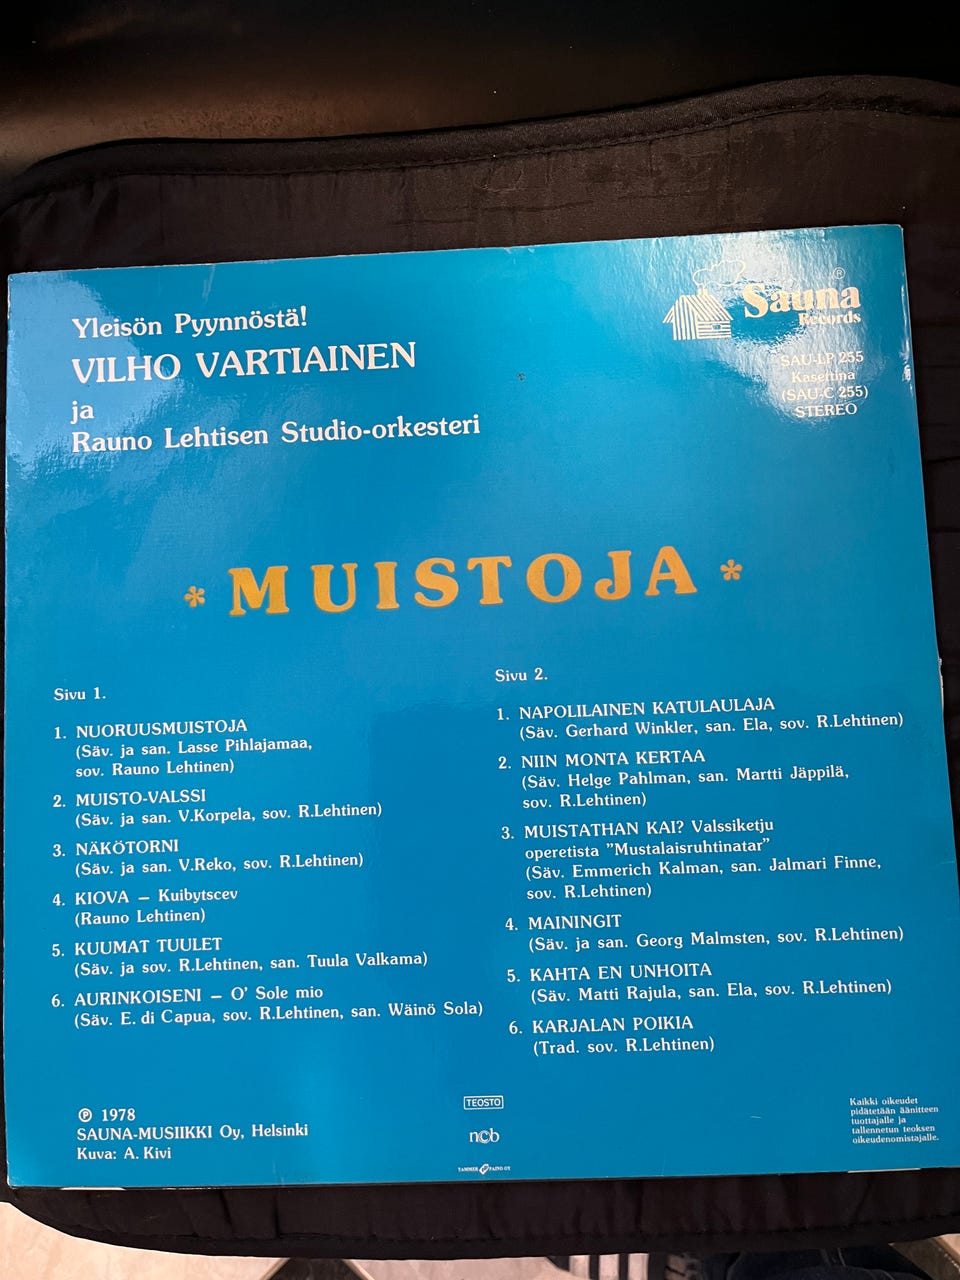 Yleisön Pyynnöstä!
VILHO VARTIAINEN
ja
Rauno Lehtisen Studio-orkesteri
®
Sauna
Records
SAU-LP 255
Kasettina
(SAU-C 255)
STEREO
* MUISTOJA *
Sivu 1.
1. NUORUUSMUISTOJA
(Säv. ja san. Lasse Pihlajamaa,
sov. Rauno Lehtinen)
2. MUISTO-VALSSI
(Säv. ja san. V.Korpela, sov. R.Lehtinen)
3. NÄKÖTORNI
(Säv. ja san. V.Reko, sov. R.Lehtinen)
4. KIOVA – Kuibytscev
(Rauno Lehtinen)
5. KUUMAT TUULET
(Säv. ja sov. R.Lehtinen, san. Tuula Valkama)
6. AURINKOISENI – O' Sole mio
(Säv. E. di Capua, sov. R.Lehtinen, san. Wäinö Sola)
Sivu 2.
1. NAPOLILAINEN KATULAULAJA
(Säv. Gerhard Winkler, san. Ela, sov. R.Lehtinen)
2. NIIN MONTA KERTAA
(Säv. Helge Pahlman, san. Martti Jäppilä,
sov. R.Lehtinen)
3. MUISTATHAN KAI? Valssiketju
operetista "Mustalaisruhtinatar"
(Säv. Emmerich Kalman, san. Jalmari Finne,
sov. R.Lehtinen)
4. MAININGIT
(Säv. ja san. Georg Malmsten, sov. R.Lehtinen)
5. KAHTA EN UNHOITA
(Säv. Matti Rajula, san. Ela, sov. R.Lehtinen)
6. KARJALAN POIKIA
(Trad. sov. R.Lehtinen)
℗ 1978
SAUNA-MUSIIKKI Oy, Helsinki
Kuva: A. Kivi
TEOSTO
ncb
TAMMER PAINO OY
Kaikki oikeudet
pidätetään äänitteen
tuottajalle ja
tallennetun teoksen
oikeudenomistajalle.